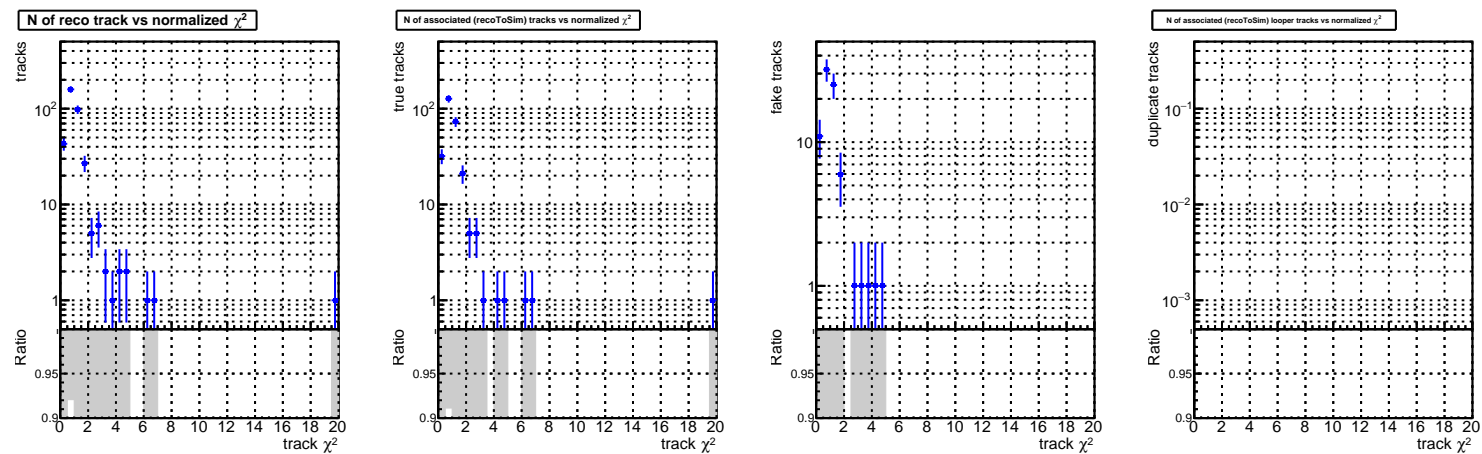 N of reco track vs normalized χ²
tracks
10²
10
1
Ratio
1
0.95
0.9
0 2 4 6 8 10 12 14 16 18 20
track χ²
N of associated (recoToSim) tracks vs normalized χ²
true tracks
10²
10
1
Ratio
1
0.95
0.9
0 2 4 6 8 10 12 14 16 18 20
track χ²
fake tracks
10
1
Ratio
1
0.95
0.9
0 2 4 6 8 10 12 14 16 18 20
track χ²
N of associated (recoToSim) looper tracks vs normalized χ²
duplicate tracks
10⁻¹
10⁻²
10⁻³
Ratio
1
0.95
0.9
0 2 4 6 8 10 12 14 16 18 20
track χ²